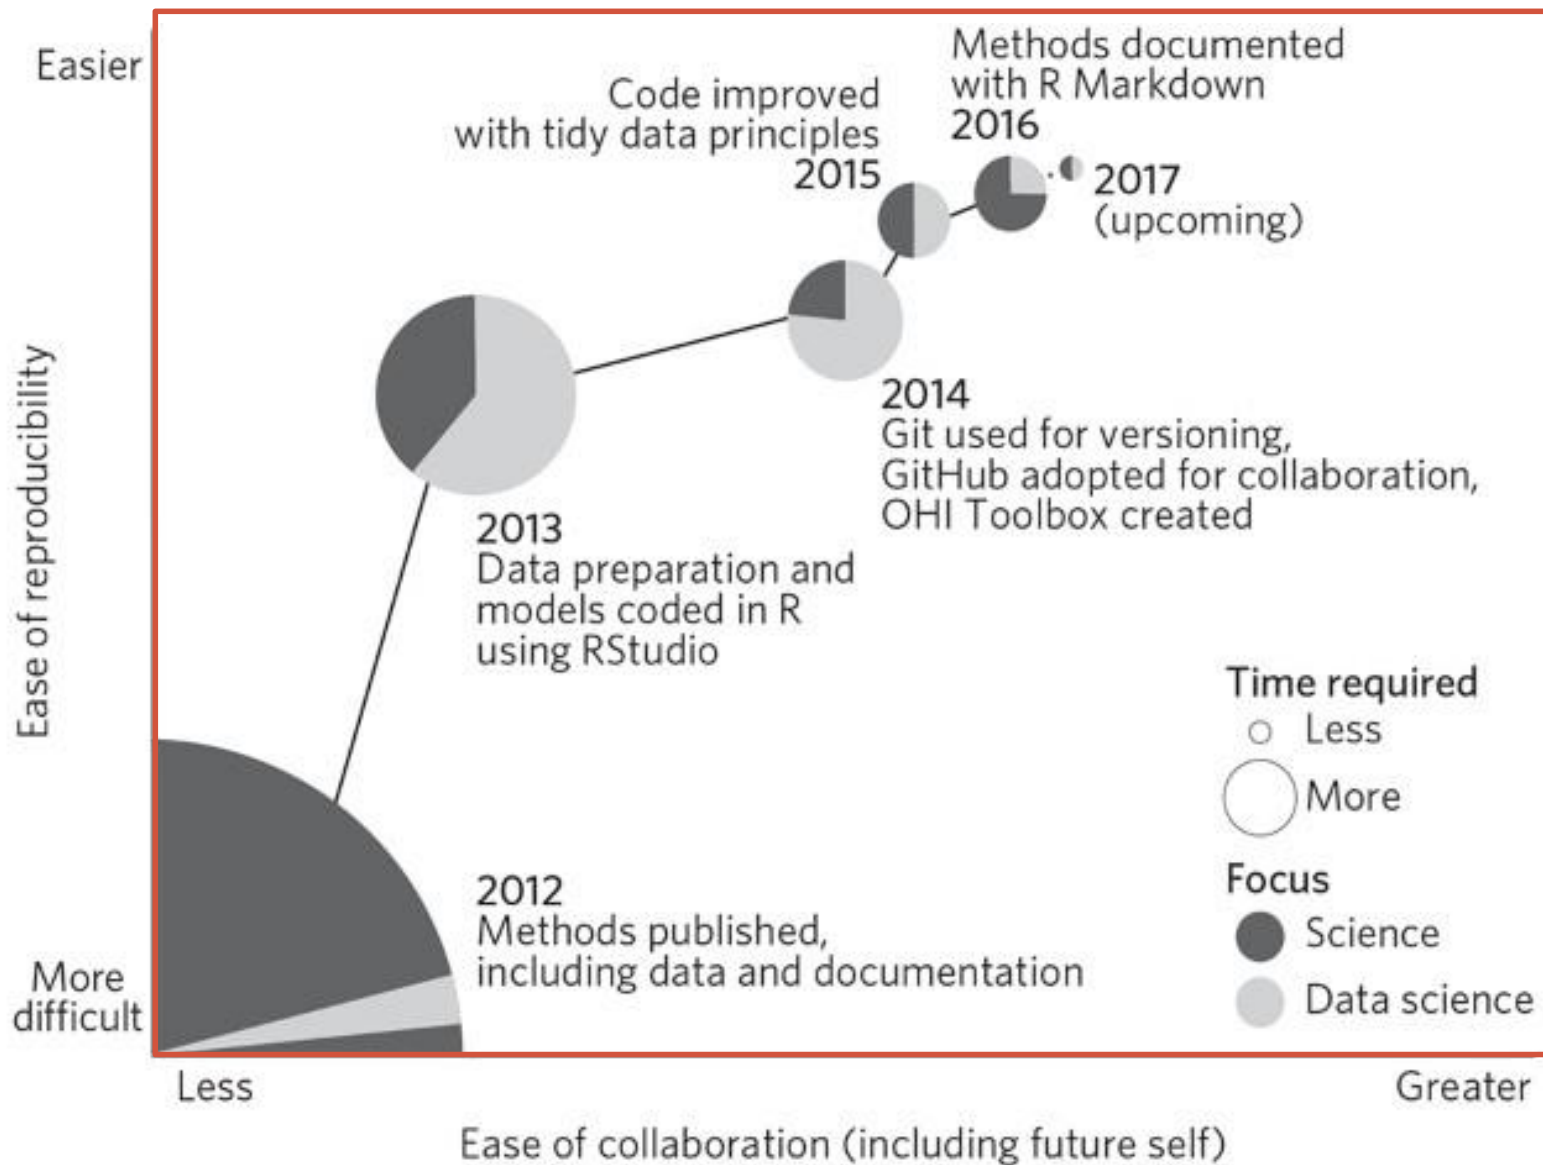 Easier
Methods documented
with R Markdown
2016
Code improved
with tidy data principles
2015
2017
(upcoming)
2014
Git used for versioning,
GitHub adopted for collaboration,
OHI Toolbox created
2013
Data preparation and
models coded in R
using RStudio
Ease of reproducibility
Time required
Less
More
2012
Methods published,
including data and documentation
Focus
Science
Data science
More
difficult
Less
Greater
Ease of collaboration (including future self)